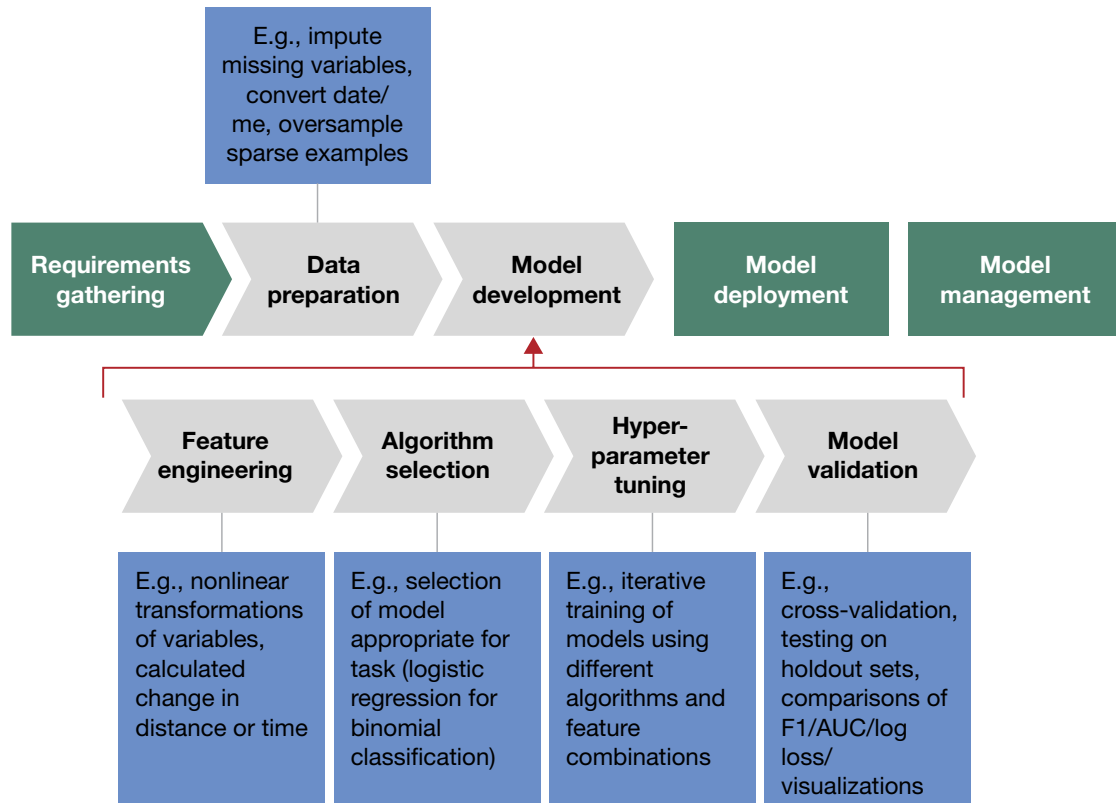 E.g., impute
missing variables,
convert date/
me, oversample
sparse examples
Requirements
gathering
Data
preparation
Model
development
Model
deployment
Model
management
Feature
engineering
Algorithm
selection
Hyper-
parameter
tuning
Model
validation
E.g., nonlinear
transformations
of variables,
calculated
change in
distance or time
E.g., selection
of model
appropriate for
task (logistic
regression for
binomial
classification)
E.g., iterative
training of
models using
different
algorithms and
feature
combinations
E.g.,
cross-validation,
testing on
holdout sets,
comparisons of
F1/AUC/log
loss/
visualizations